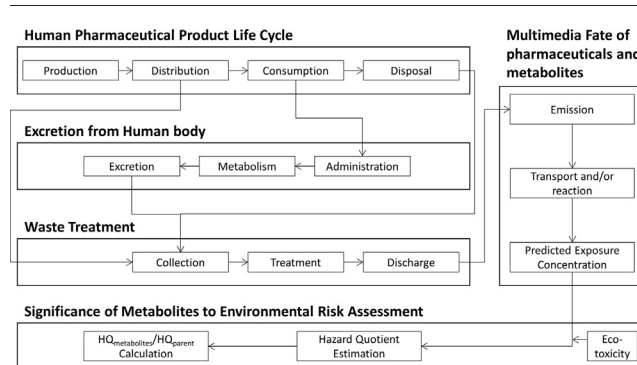 Human Pharmaceutical Product Life Cycle
Production
Distribution
Consumption
Disposal
Excretion from Human body
Excretion
Metabolism
Administration
Waste Treatment
Collection
Treatment
Discharge
Multimedia Fate of
pharmaceuticals and
metabolites
Emission
Transport and/or
reaction
Predicted Exposure
Concentration
Significance of Metabolites to Environmental Risk Assessment
HQmetabolites/HQparent
Calculation
Hazard Quotient
Estimation
Eco-
toxicity